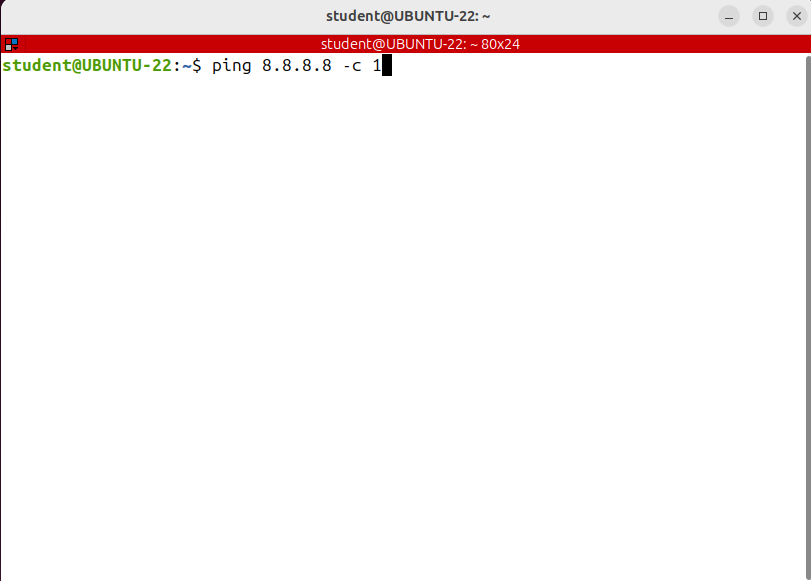 student@UBUNTU-22: ~
student@UBUNTU-22: ~ 80x24
student@UBUNTU-22:~$ ping 8.8.8.8 -c 1